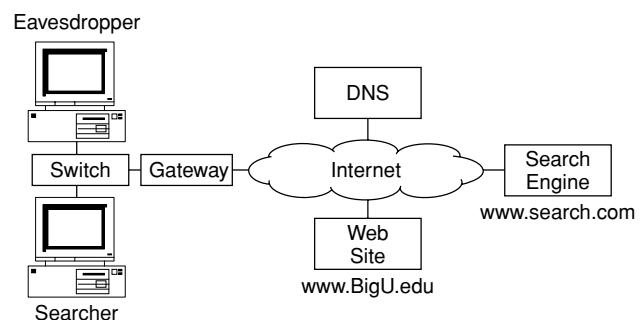 Eavesdropper
DNS
Switch
Gateway
Internet
Search
Engine
www.search.com
Web
Site
www.BigU.edu
Searcher